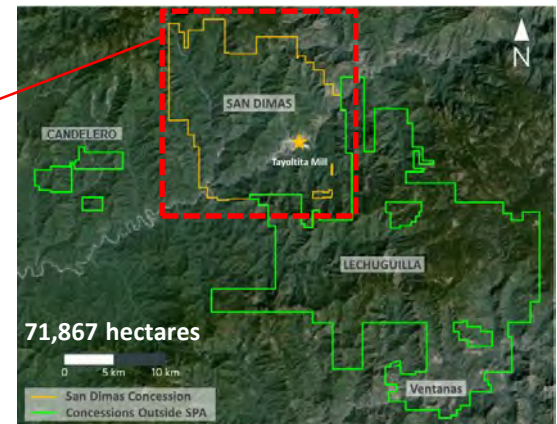 N
SAN DIMAS
CANDELERO
Tayoltita Mill
LECHUGUILLA
71,867 hectares
0 5 km 10 km
Ventanas
San Dimas Concession
Concessions Outside SPA